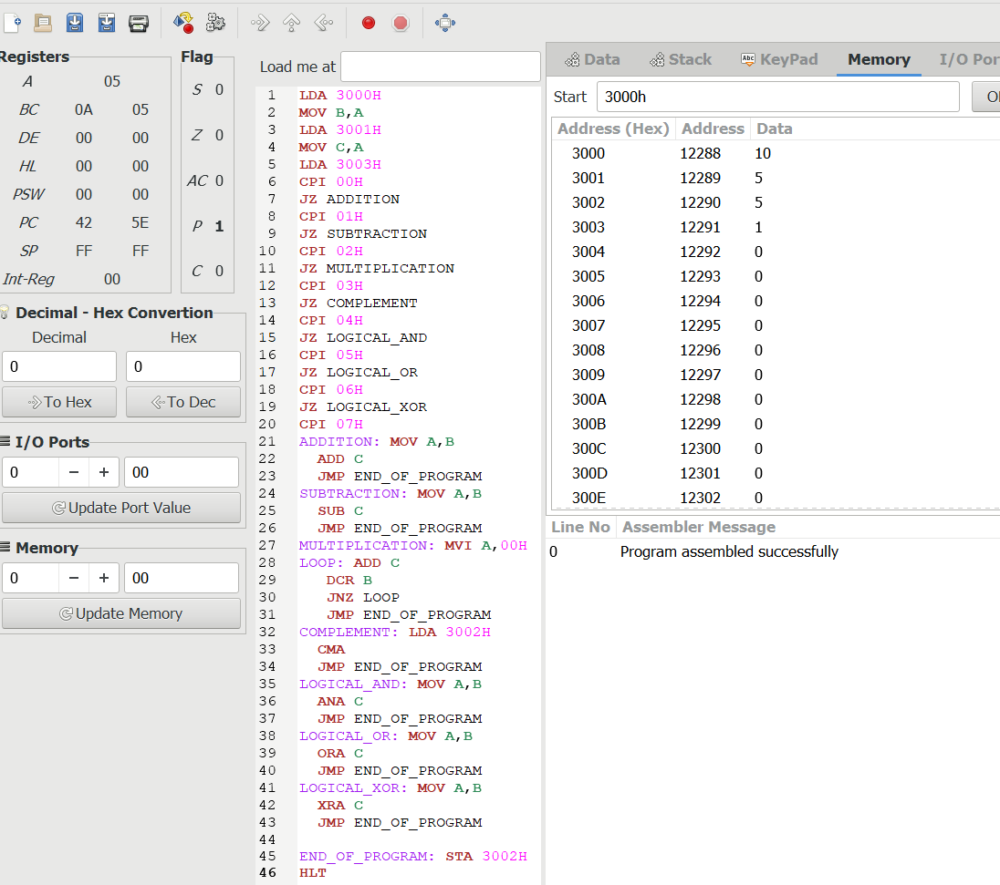 Registers
A 05
BC 0A 05
DE 00 00
HL 00 00
PSW 00 00
PC 42 5E
SP FF FF
Int-Reg 00
Flag
S 0
Z 0
AC 0
P 1
C 0
Decimal - Hex Convertion
Decimal Hex
0 0
To Hex To Dec
I/O Ports
0 − + 00
Update Port Value
Memory
0 − + 00
Update Memory
Load me at
1 LDA 3000H
2 MOV B,A
3 LDA 3001H
4 MOV C,A
5 LDA 3003H
6 CPI 00H
7 JZ ADDITION
8 CPI 01H
9 JZ SUBTRACTION
10 CPI 02H
11 JZ MULTIPLICATION
12 CPI 03H
13 JZ COMPLEMENT
14 CPI 04H
15 JZ LOGICAL_AND
16 CPI 05H
17 JZ LOGICAL_OR
18 CPI 06H
19 JZ LOGICAL_XOR
20 CPI 07H
21 ADDITION: MOV A,B
22 ADD C
23 JMP END_OF_PROGRAM
24 SUBTRACTION: MOV A,B
25 SUB C
26 JMP END_OF_PROGRAM
27 MULTIPLICATION: MVI A,00H
28 LOOP: ADD C
29 DCR B
30 JNZ LOOP
31 JMP END_OF_PROGRAM
32 COMPLEMENT: LDA 3002H
33 CMA
34 JMP END_OF_PROGRAM
35 LOGICAL_AND: MOV A,B
36 ANA C
37 JMP END_OF_PROGRAM
38 LOGICAL_OR: MOV A,B
39 ORA C
40 JMP END_OF_PROGRAM
41 LOGICAL_XOR: MOV A,B
42 XRA C
43 JMP END_OF_PROGRAM
44
45 END_OF_PROGRAM: STA 3002H
46 HLT
Data Stack Abc KeyPad Memory I/O Por
Start 3000h
Address (Hex) Address Data
3000 12288 10
3001 12289 5
3002 12290 5
3003 12291 1
3004 12292 0
3005 12293 0
3006 12294 0
3007 12295 0
3008 12296 0
3009 12297 0
300A 12298 0
300B 12299 0
300C 12300 0
300D 12301 0
300E 12302 0
Line No Assembler Message
0 Program assembled successfully